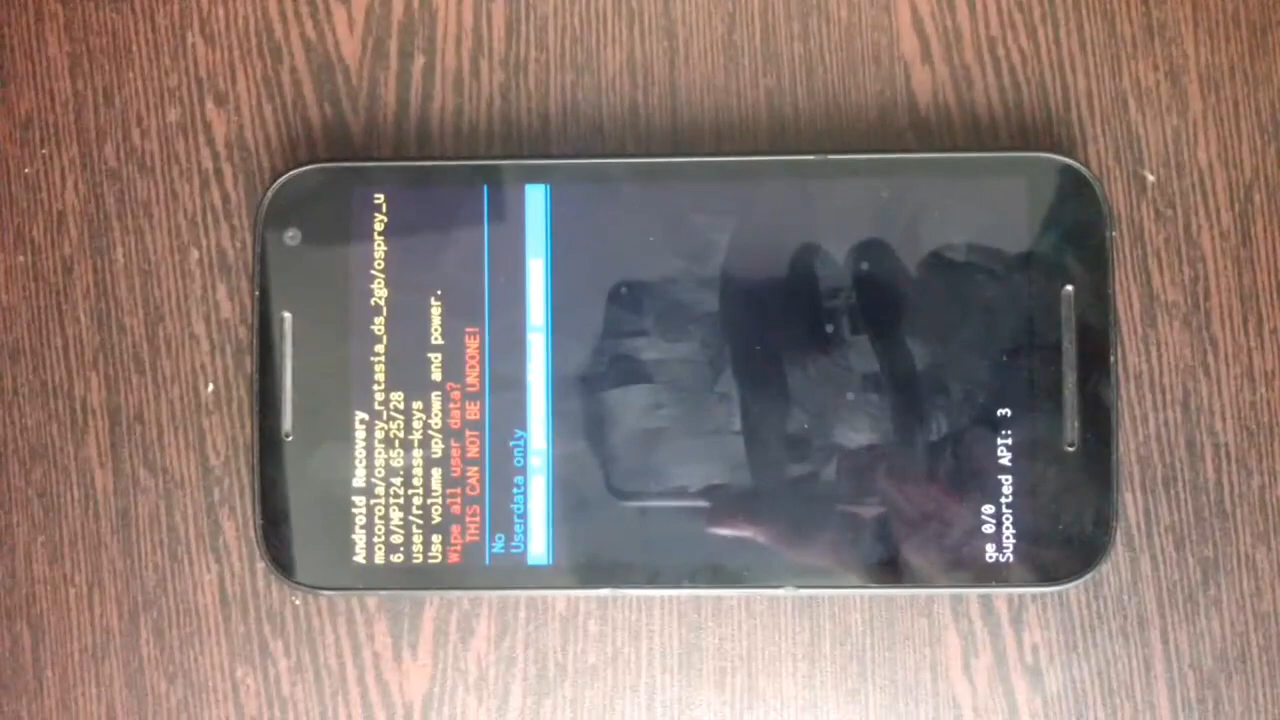 Android Recovery
motorola/osprey_retasia_ds_2gb/osprey_u
6.0/MPI24.65-25/28
user/release-keys
Use volume up/down and power.
Wipe all user data?
THIS CAN NOT BE UNDONE!
No
Userdata only
ge 0/0
Supported API: 3